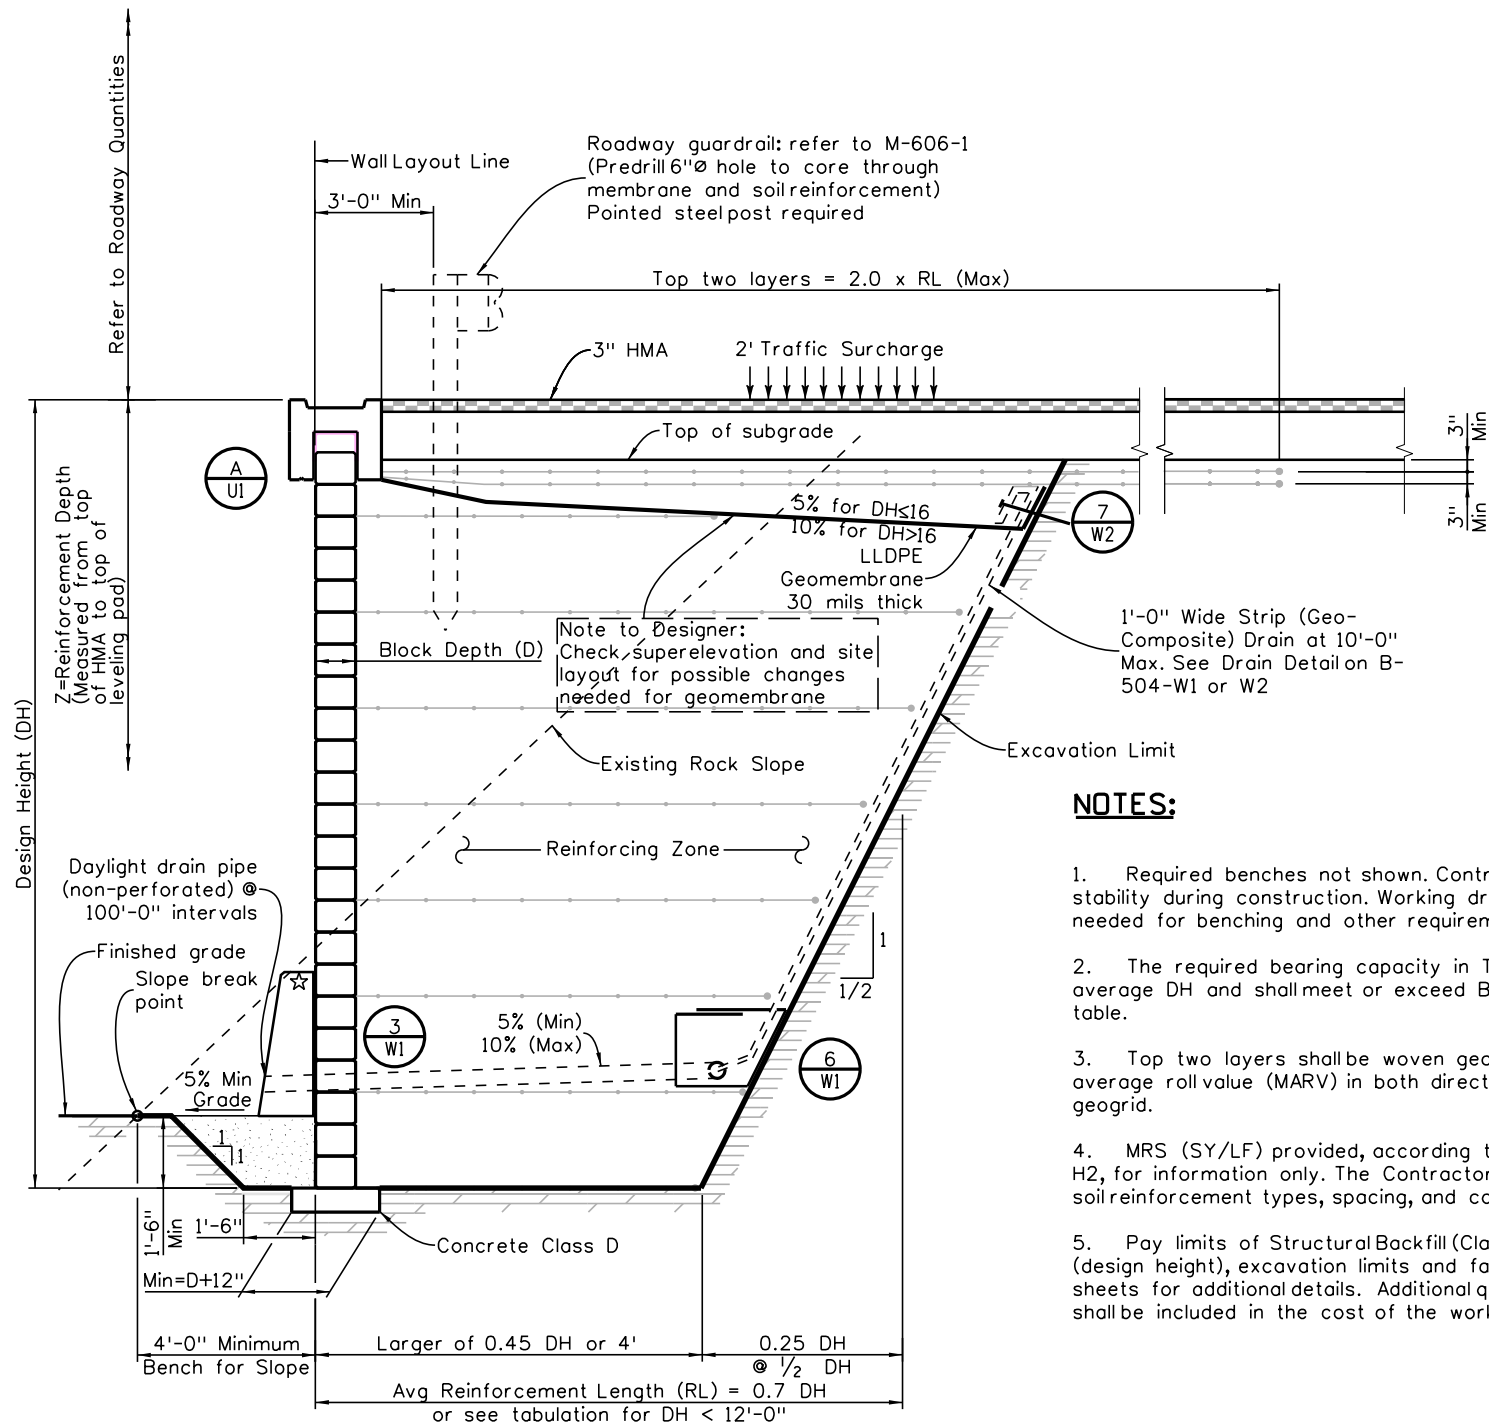 Refer to Roadway Quantities
Wall Layout Line
3'-0" Min
Roadway guardrail: refer to M-606-1
(Predrill 6"Ø hole to core through
membrane and soil reinforcement)
Pointed steel post required
Top two layers = 2.0 x RL (Max)
3" HMA
2' Traffic Surcharge
Top of subgrade
3"
Min
3"
Min
A
U1
5% for DH≤16
10% for DH>16
LLDPE
Geomembrane
30 mils thick
7
W2
Z=Reinforcement Depth
(Measured from top
of HMA to top of
leveling pad)
Design Height (DH)
Block Depth (D)
Note to Designer:
Check superelevation and site
layout for possible changes
needed for geomembrane
1'-0" Wide Strip (Geo-
Composite) Drain at 10'-0"
Max. See Drain Detail on B-
504-W1 or W2
Existing Rock Slope
Excavation Limit
Reinforcing Zone
Daylight drain pipe
(non-perforated) @
100'-0" intervals
Finished grade
Slope break
point
1
1/2
3
W1
5% (Min)
10% (Max)
6
W1
5% Min
Grade
1
1
1'-6"
Min
1'-6"
Concrete Class D
Min=D+12"
4'-0" Minimum
Bench for Slope
Larger of 0.45 DH or 4'
0.25 DH
@ 1/2 DH
Avg Reinforcement Length (RL) = 0.7 DH
or see tabulation for DH < 12'-0"
NOTES:
1. Required benches not shown. Contr
stability during construction. Working dr
needed for benching and other requirem
2. The required bearing capacity in T
average DH and shall meet or exceed B
table.
3. Top two layers shall be woven geo
average roll value (MARV) in both direct
geogrid.
4. MRS (SY/LF) provided, according t
H2, for information only. The Contractor
soil reinforcement types, spacing, and co
5. Pay limits of Structural Backfill (Cla
(design height), excavation limits and fa
sheets for additional details. Additional q
shall be included in the cost of the work